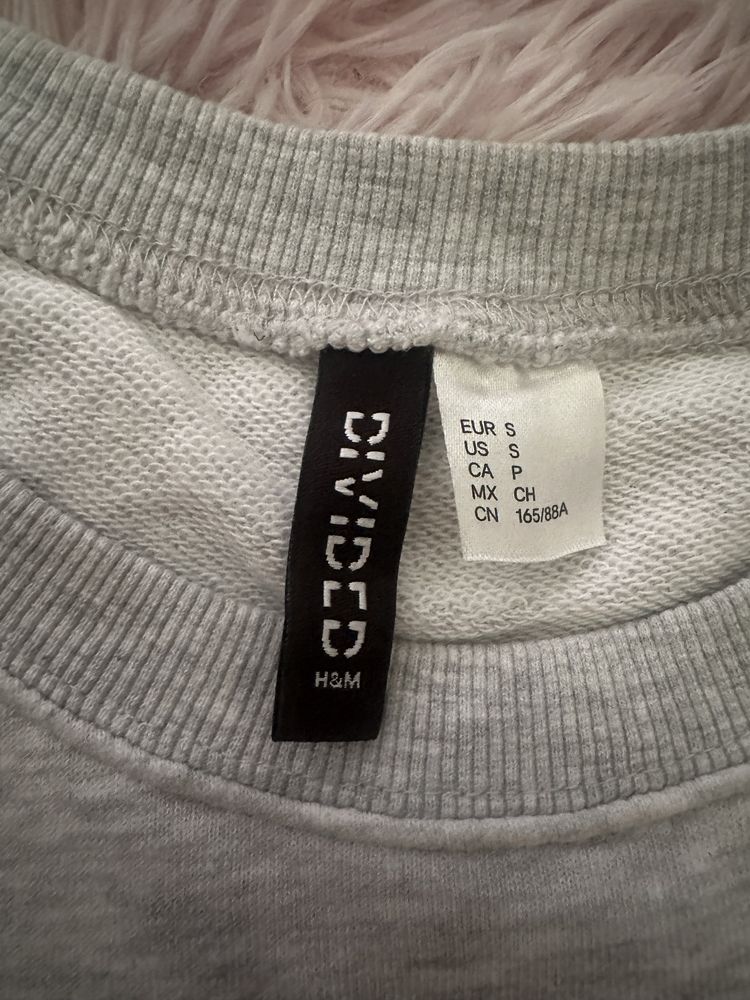 DIVIDED
H&M
EUR S
US S
CA P
MX CH
CN 165/88A